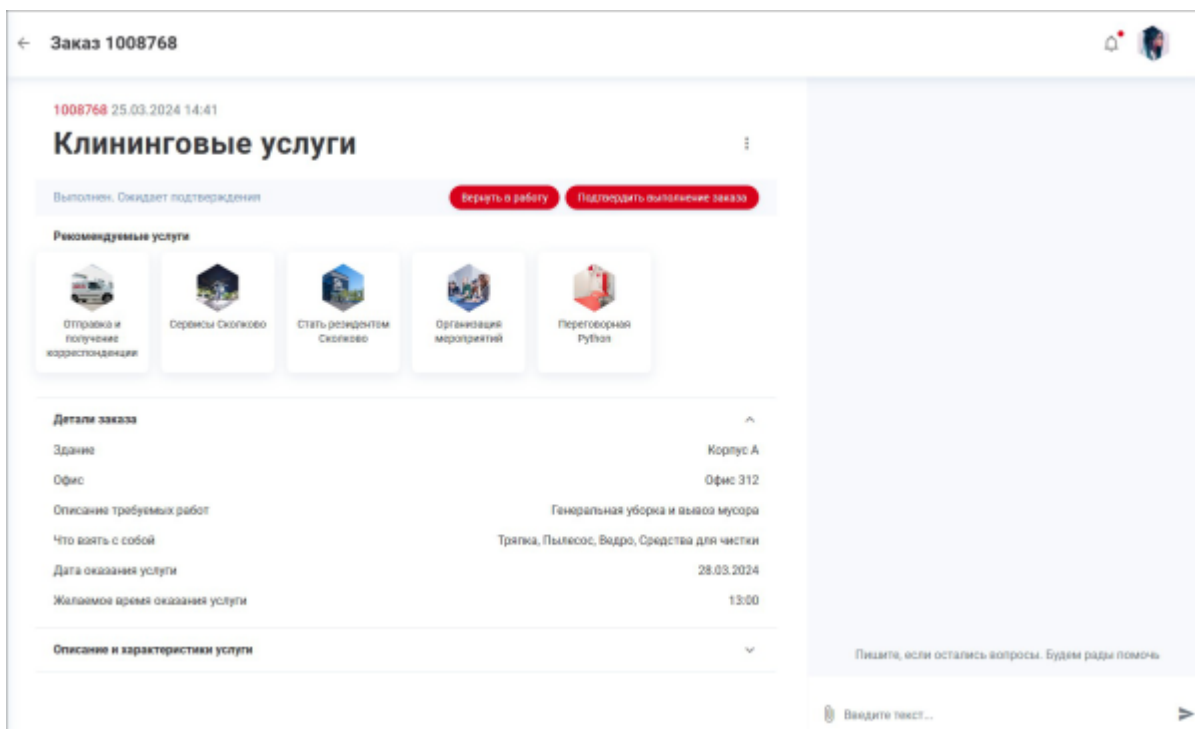 Заказ 1008768
1008768 25.03.2024 14:41
Клининговые услуги
Выполнен. Ожидает подтверждения
Вернуть в работу
Подтвердить выполнение заказа
Рекомендуемые услуги
Отправка и
получение
корреспонденции
Сервисы Сколково
Стать резидентом
Сколково
Организация
мероприятий
Переговорная
Python
Детали заказа
Здание Корпус А
Офис Офис 312
Описание требуемых работ Генеральная уборка и вывоз мусора
Что взять с собой Тряпка, Пылесос, Ведро, Средства для чистки
Дата оказания услуги 28.03.2024
Желаемое время оказания услуги 13:00
Описание и характеристики услуги
Пишите, если остались вопросы. Будем рады помочь
Введите текст...